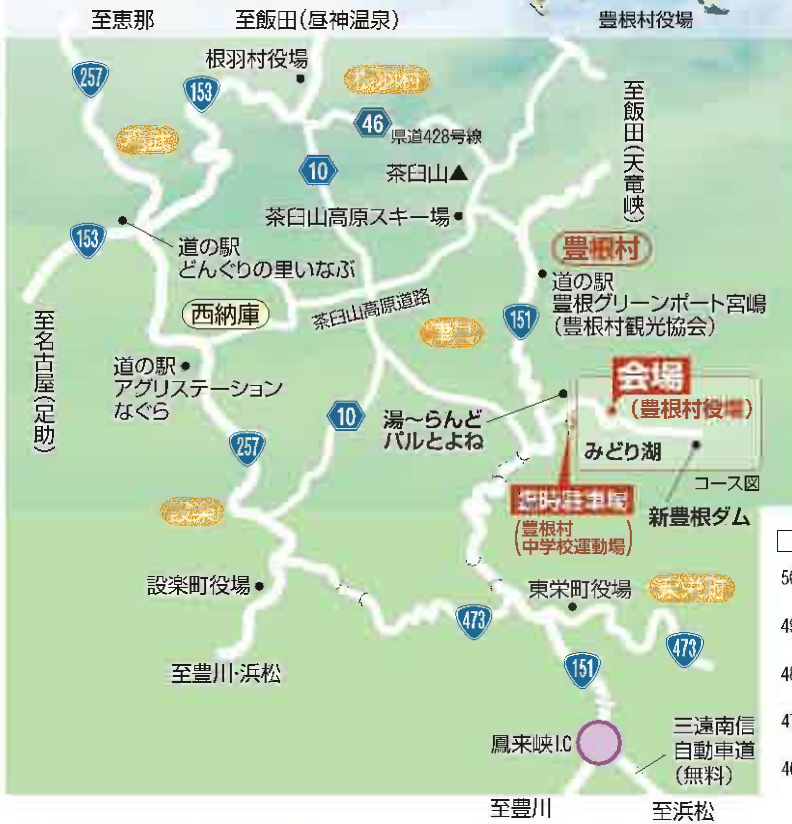 至恵那
至飯田(昼神温泉)
豊根村役場
257
153
根羽村役場
46
県道428号線
至飯田(天竜峡)
10
茶臼山▲
153
茶臼山高原スキー場
道の駅
どんぐりの里いなぶ
豊根村
道の駅
豊根グリーンポート宮嶋
(豊根村観光協会)
西納庫
茶臼山高原道路
151
至名古屋(足助)
道の駅
アグリステーション
なぐら
会場
(豊根村役場)
10
湯〜らんど
パルとよね
みどり湖
257
コース図
臨時駐車場
(豊根村
中学校運動場)
新豊根ダム
設楽町役場
東栄町役場
473
473
至豊川・浜松
151
鳳来峡I.C
三遠南信
自動車道
(無料)
至豊川
至浜松